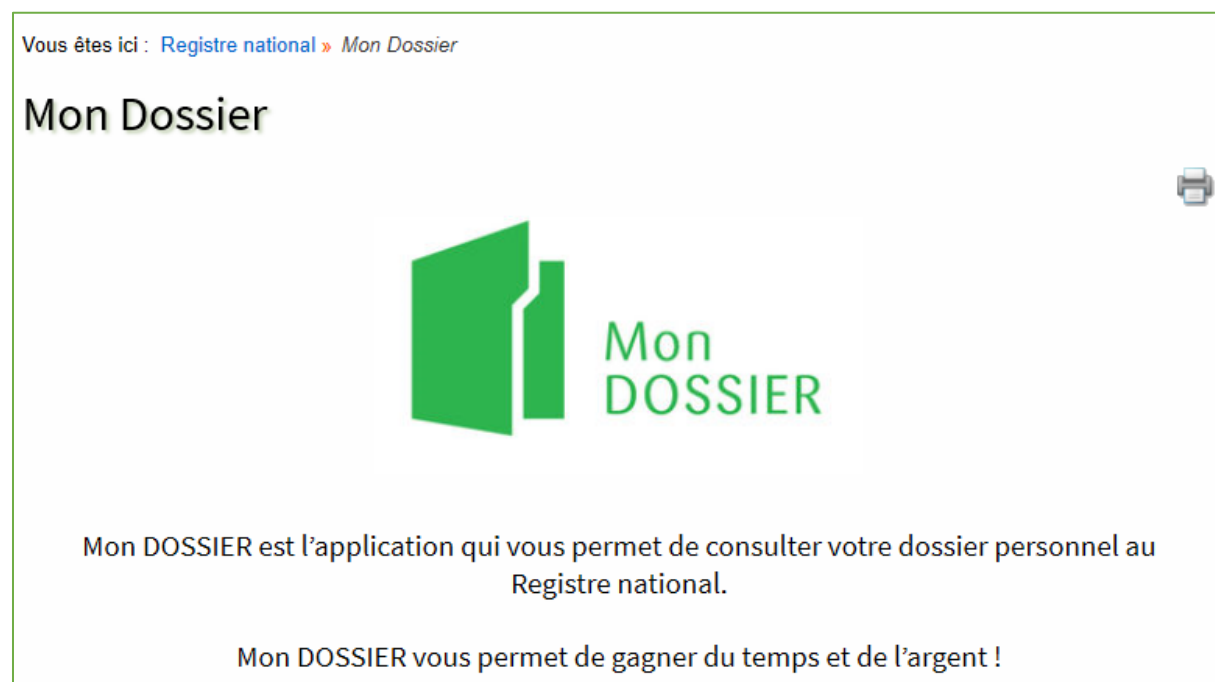 Vous êtes ici : Registre national » Mon Dossier
Mon Dossier
Mon
DOSSIER
Mon DOSSIER est l’application qui vous permet de consulter votre dossier personnel au
Registre national.
Mon DOSSIER vous permet de gagner du temps et de l’argent !